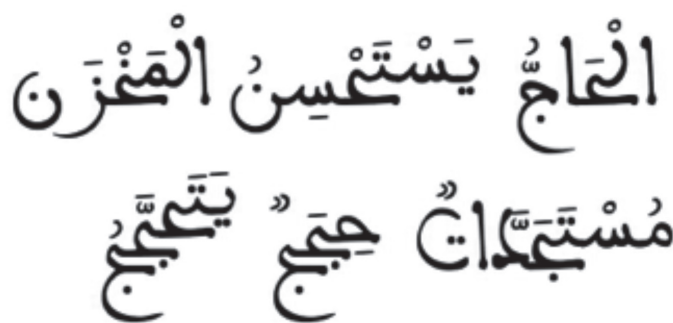 الْحَاجُّ يَسْتَحْسِنُ الْمَخْزَن
مُسْتَجَدَّاتٌ حِجَجٌ يَتَحَجَّجُ